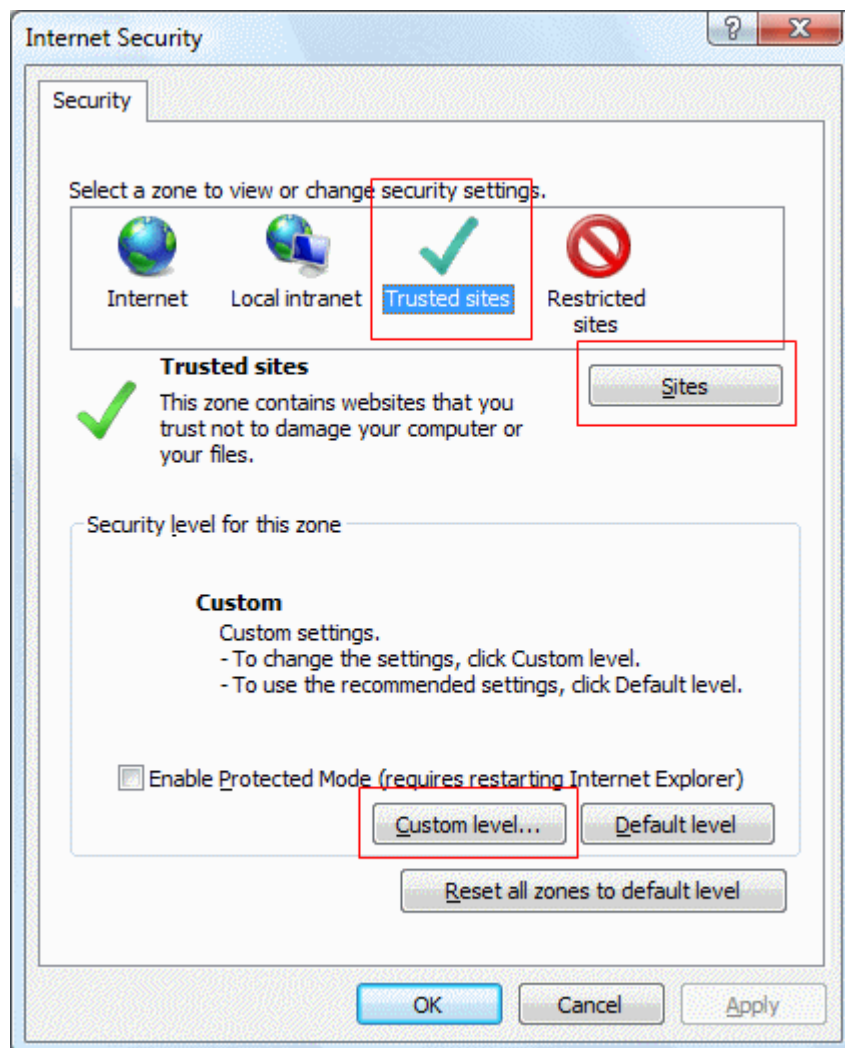 Internet Security
Security
Select a zone to view or change security settings.
Internet
Local intranet
Trusted sites
Restricted
sites
Trusted sites
Sites
This zone contains websites that you
trust not to damage your computer or
your files.
Security level for this zone
Custom
Custom settings.
- To change the settings, click Custom level.
- To use the recommended settings, click Default level.
Enable Protected Mode (requires restarting Internet Explorer)
Custom level...
Default level
Reset all zones to default level
OK
Cancel
Apply